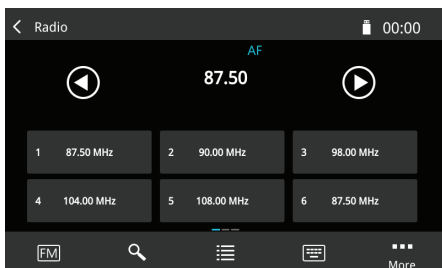 Radio 00:00
AF
87.50
1 87.50 MHz 2 90.00 MHz 3 98.00 MHz
4 104.00 MHz 5 108.00 MHz 6 87.50 MHz
FM More